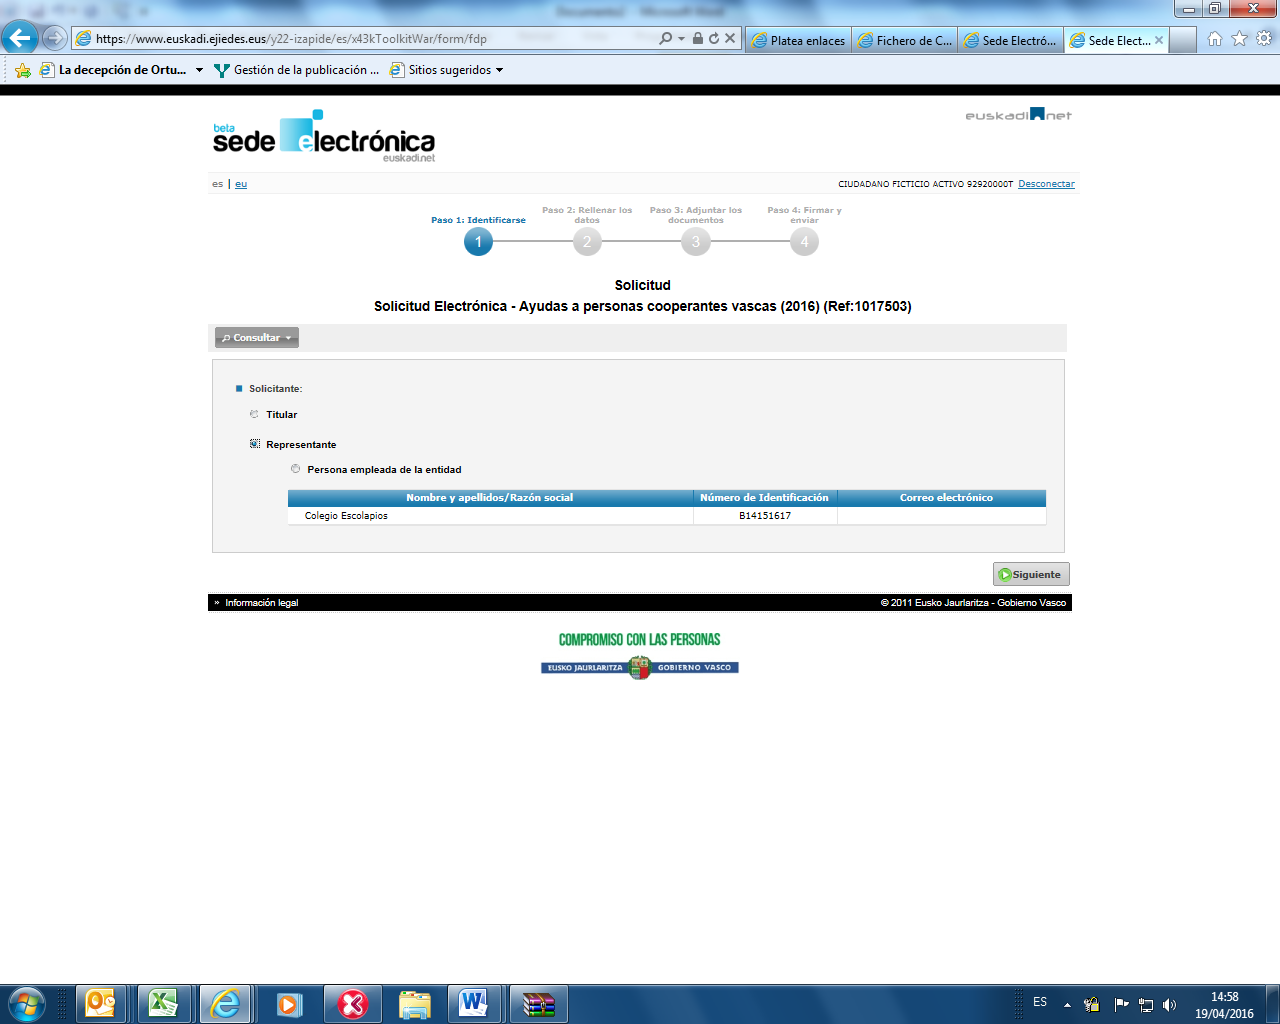 Documento1 - Microsoft Word
https://www.euskadi.ejiedes.eus/y22-izapide/es/x43kToolkitWar/form/fdp
Platea enlaces
Fichero de C...
Sede Electró...
Sede Elect...
La decepción de Ortu...
Gestión de la publicación ...
Sitios sugeridos
beta
sede electrónica
euskadi.net
euskadi net
es | eu
CIUDADANO FICTICIO ACTIVO 92920000T Desconectar
Paso 1: Identificarse
Paso 2: Rellenar los datos
Paso 3: Adjuntar los documentos
Paso 4: Firmar y enviar
1 2 3 4
Solicitud
Solicitud Electrónica - Ayudas a personas cooperantes vascas (2016) (Ref:1017503)
Consultar
Solicitante:
Titular
Representante
Persona empleada de la entidad
Nombre y apellidos/Razón social Número de Identificación Correo electrónico
Colegio Escolapios B14151617
Siguiente
» Información legal
© 2011 Eusko Jaurlaritza - Gobierno Vasco
COMPROMISO CON LAS PERSONAS
EUSKO JAURLARITZA GOBIERNO VASCO
ES
14:58
19/04/2016